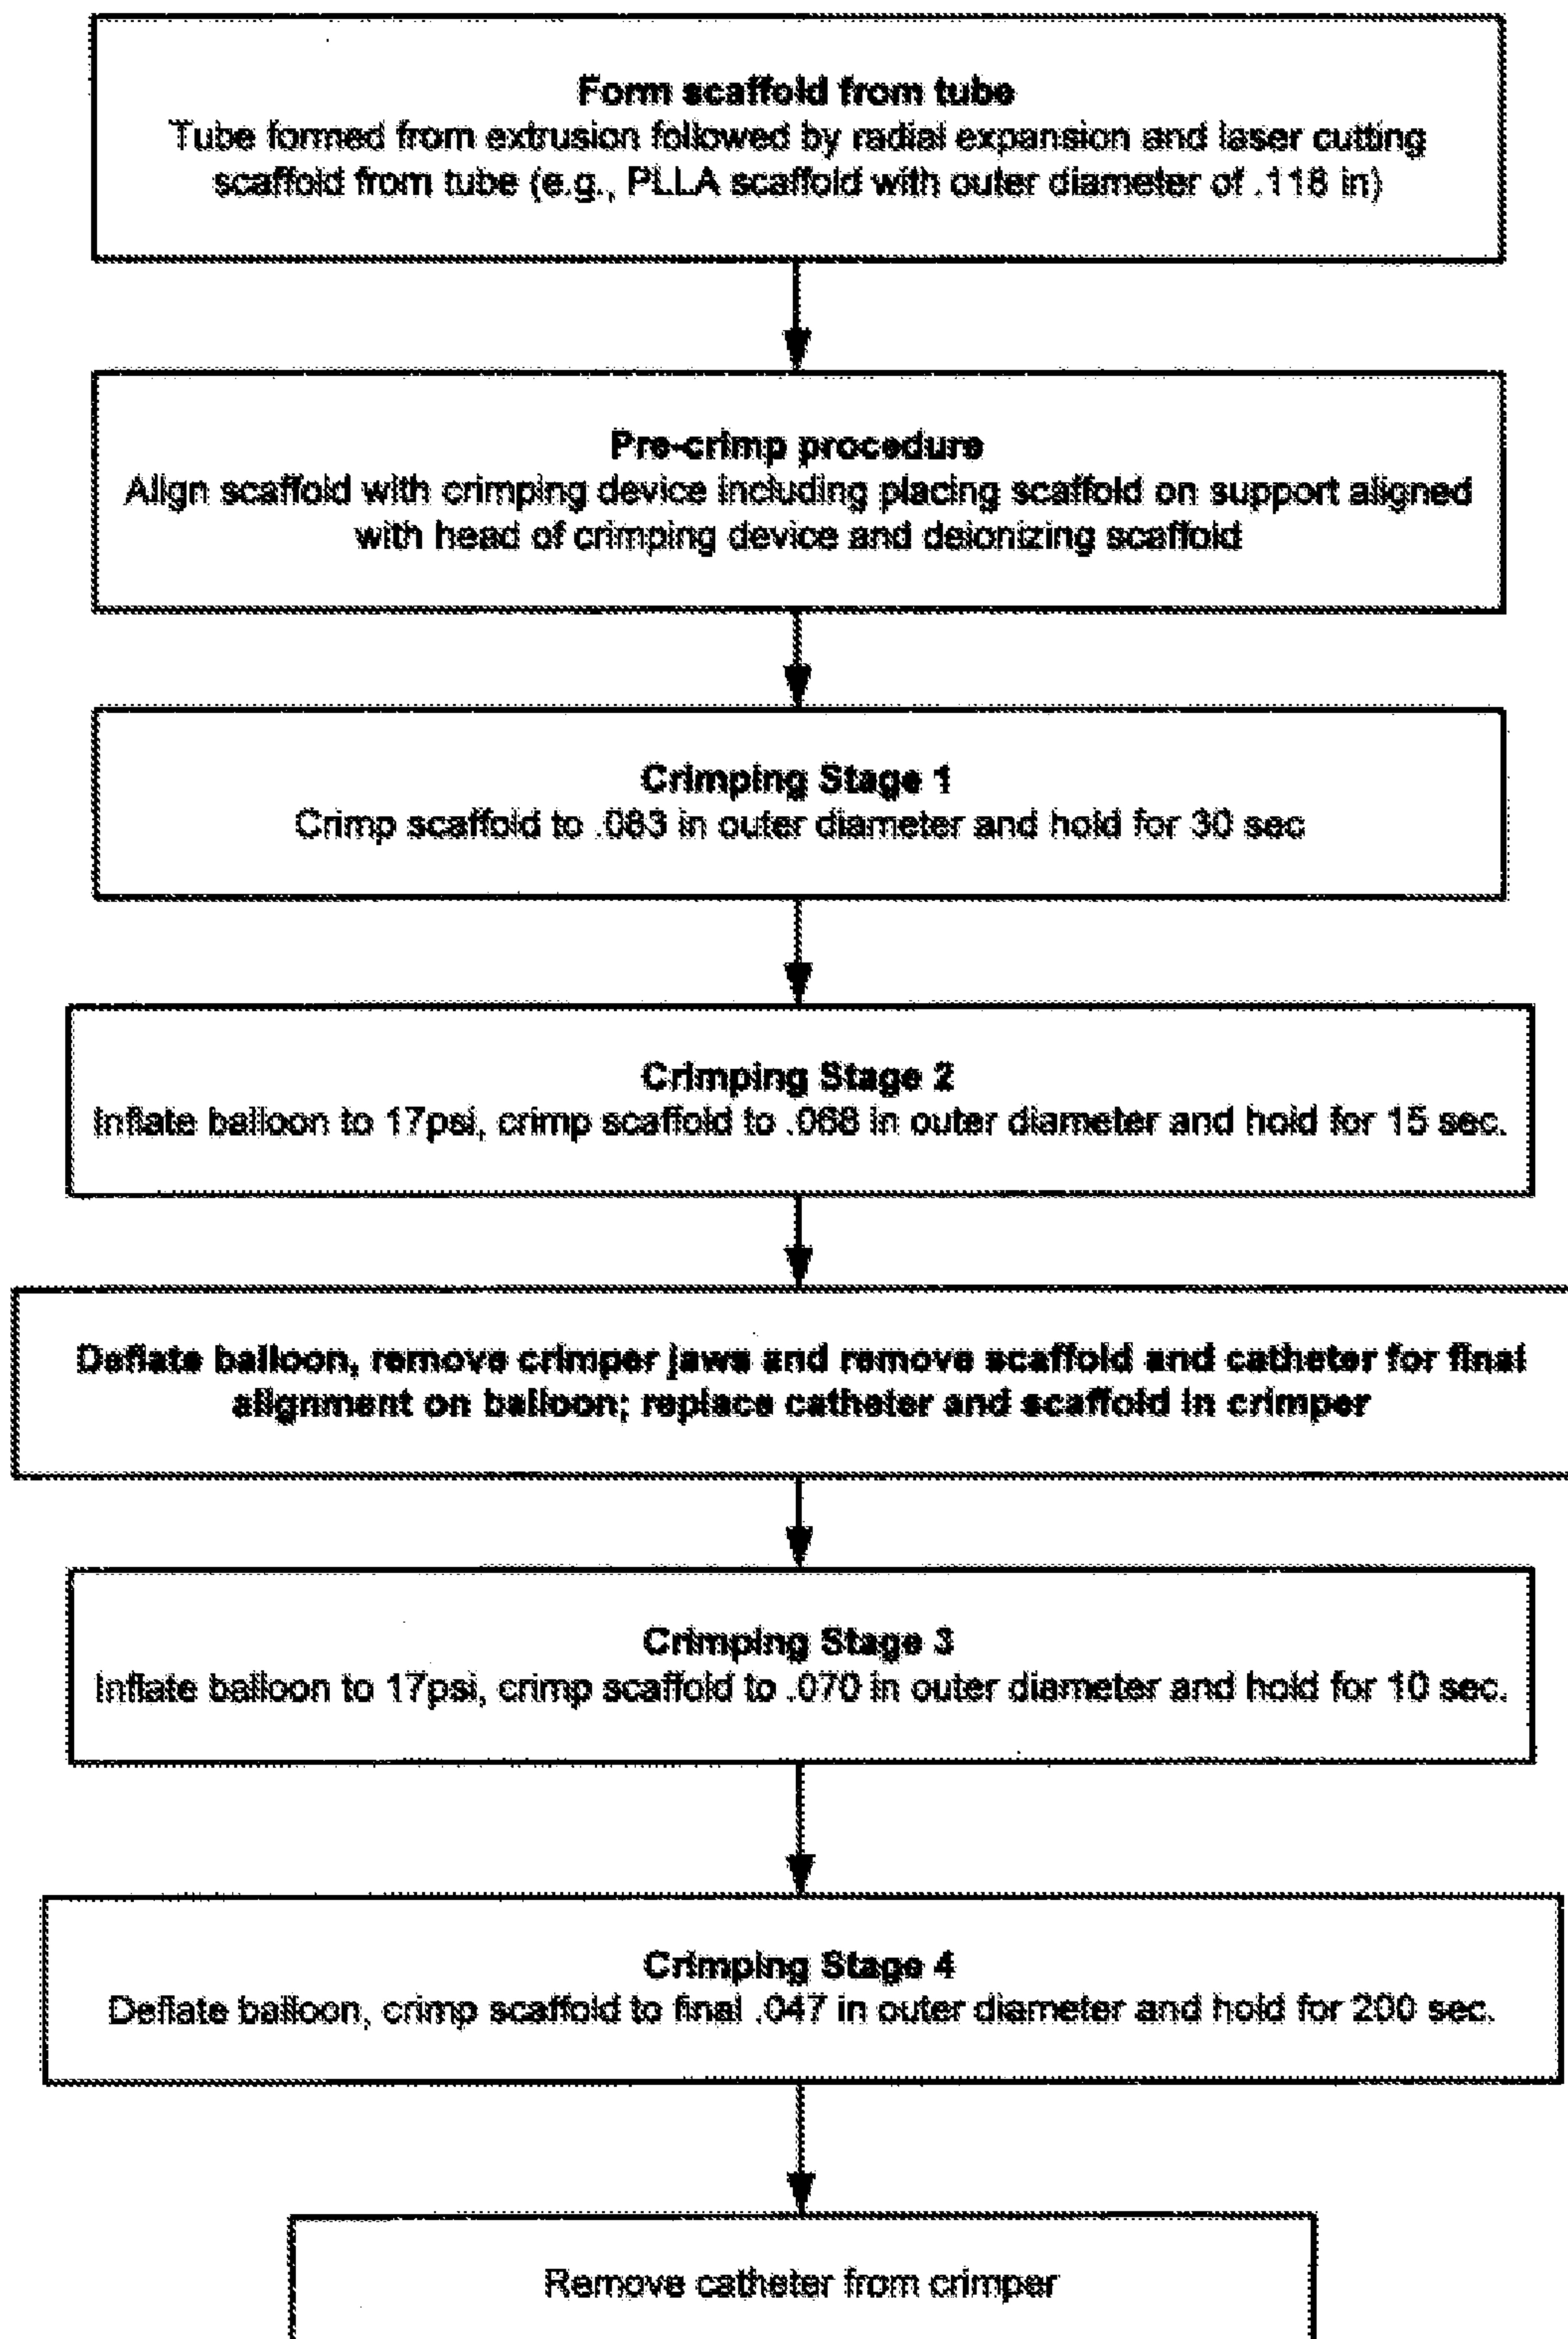 Form scaffold from tube
Tube formed from extrusion followed by radial expansion and laser cutting
scaffold from tube (e.g., PLLA scaffold with outer diameter of .118 in)
Pre-crimp procedure
Align scaffold with crimping device including placing scaffold on support aligned
with head of crimping device and deionizing scaffold
Crimping Stage 1
Crimp scaffold to .083 in outer diameter and hold for 30 sec
Crimping Stage 2
Inflate balloon to 17psi, crimp scaffold to .068 in outer diameter and hold for 15 sec.
Deflate balloon, remove crimper jaws and remove scaffold and catheter for final
alignment on balloon; replace catheter and scaffold in crimper
Crimping Stage 3
Inflate balloon to 17psi, crimp scaffold to .070 in outer diameter and hold for 10 sec.
Crimping Stage 4
Deflate balloon, crimp scaffold to final .047 in outer diameter and hold for 200 sec.
Remove catheter from crimper